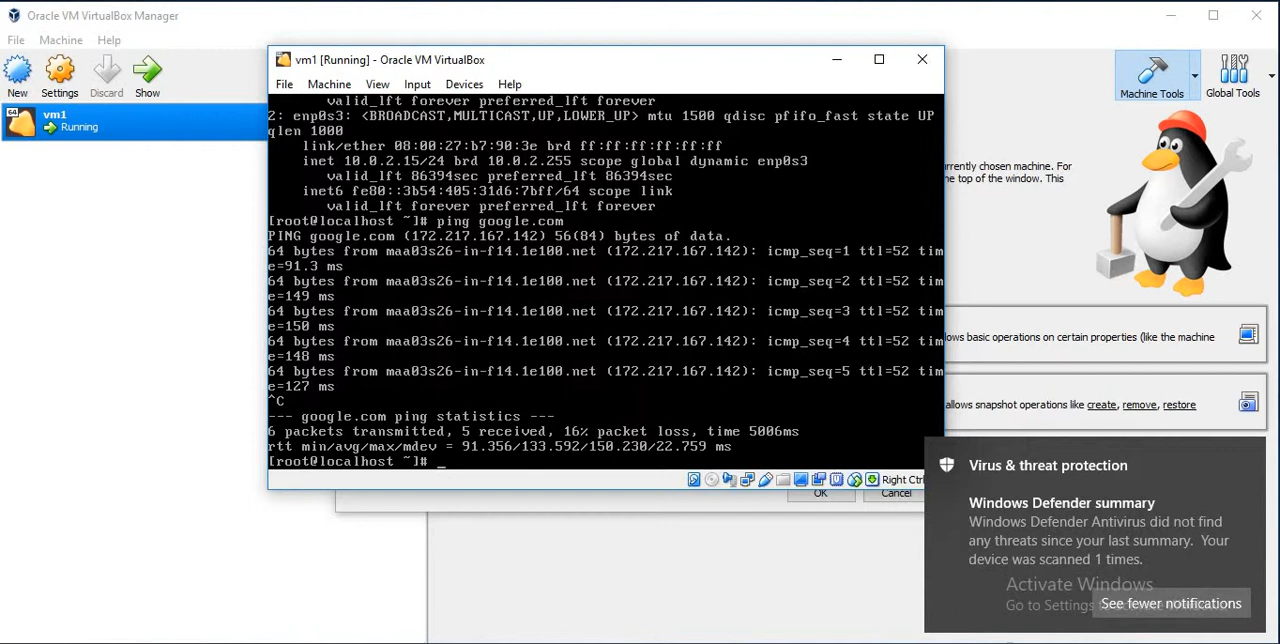 Oracle VM VirtualBox Manager
File Machine Help
New Settings Discard Show
Machine Tools Global Tools
64
vm1
Running
vm1 [Running] - Oracle VM VirtualBox
File Machine View Input Devices Help
valid_lft forever preferred_lft forever
2: enp0s3: <BROADCAST,MULTICAST,UP,LOWER_UP> mtu 1500 qdisc pfifo_fast state UP
qlen 1000
link/ether 08:00:27:b7:90:3e brd ff:ff:ff:ff:ff:ff
inet 10.0.2.15/24 brd 10.0.2.255 scope global dynamic enp0s3
valid_lft 86394sec preferred_lft 86394sec
inet6 fe80::3b54:405:31d6:7bff/64 scope link
valid_lft forever preferred_lft forever
[root@localhost ~]# ping google.com
PING google.com (172.217.167.142) 56(84) bytes of data.
64 bytes from maa03s26-in-f14.1e100.net (172.217.167.142): icmp_seq=1 ttl=52 tim
e=91.3 ms
64 bytes from maa03s26-in-f14.1e100.net (172.217.167.142): icmp_seq=2 ttl=52 tim
e=149 ms
64 bytes from maa03s26-in-f14.1e100.net (172.217.167.142): icmp_seq=3 ttl=52 tim
e=150 ms
64 bytes from maa03s26-in-f14.1e100.net (172.217.167.142): icmp_seq=4 ttl=52 tim
e=148 ms
64 bytes from maa03s26-in-f14.1e100.net (172.217.167.142): icmp_seq=5 ttl=52 tim
e=127 ms
^C
--- google.com ping statistics ---
6 packets transmitted, 5 received, 16% packet loss, time 5006ms
rtt min/avg/max/mdev = 91.356/133.592/150.230/22.759 ms
[root@localhost ~]# _
Right Ctrl
OK Cancel
currently chosen machine. For
the top of the window. This
lows basic operations on certain properties (like the machine
allows snapshot operations like create, remove, restore
Virus & threat protection
Windows Defender summary
Windows Defender Antivirus did not find
any threats since your last summary. Your
device was scanned 1 times.
Activate Windows
Go to Settings
See fewer notifications